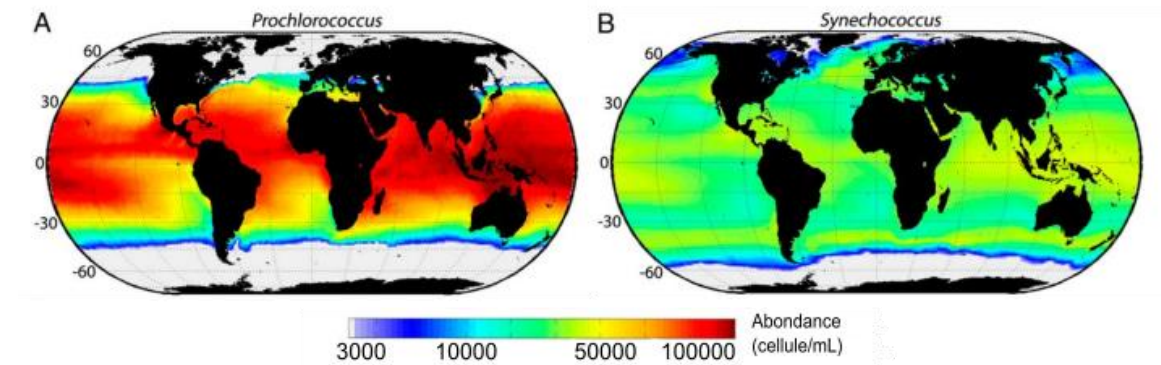 A
Prochlorococcus
60
30
0
-30
-60
B
Synechococcus
60
30
0
-30
-60
3000 10000 50000 100000
Abondance
(cellule/mL)